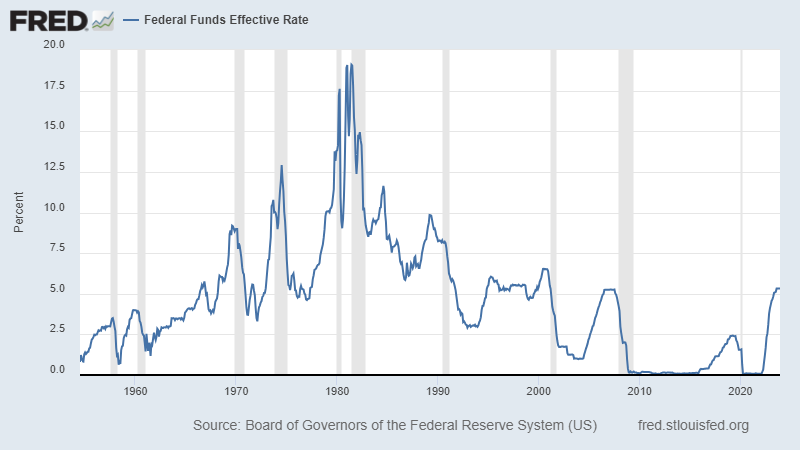 FRED
Federal Funds Effective Rate
20.0
17.5
15.0
12.5
10.0
7.5
5.0
2.5
0.0
Percent
1960 1970 1980 1990 2000 2010 2020
Source: Board of Governors of the Federal Reserve System (US) fred.stlouisfed.org